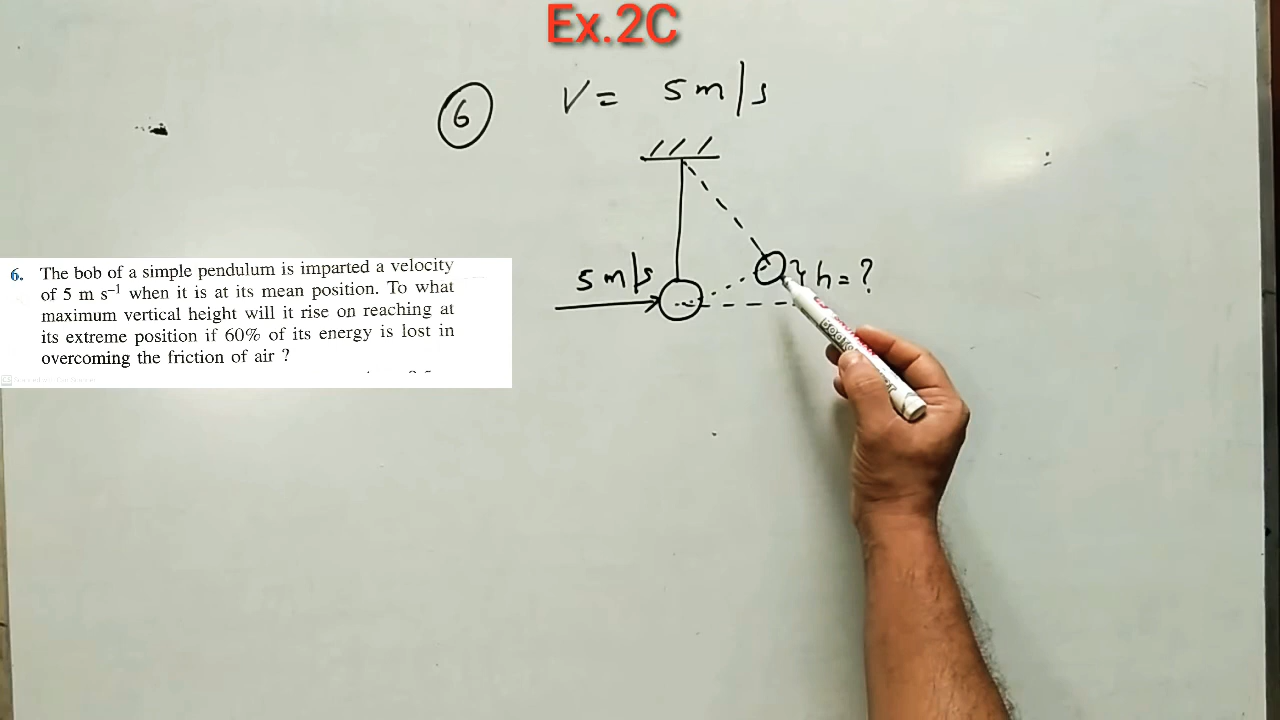 Ex.2C
6 V = 5 m/s
5 m/s
h = ?
6. The bob of a simple pendulum is imparted a velocity
of 5 m s⁻¹ when it is at its mean position. To what
maximum vertical height will it rise on reaching at
its extreme position if 60% of its energy is lost in
overcoming the friction of air ?